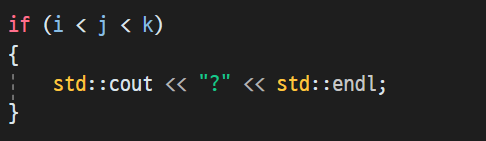 if (i < j < k)
{
    std::cout << "?" << std::endl;
}